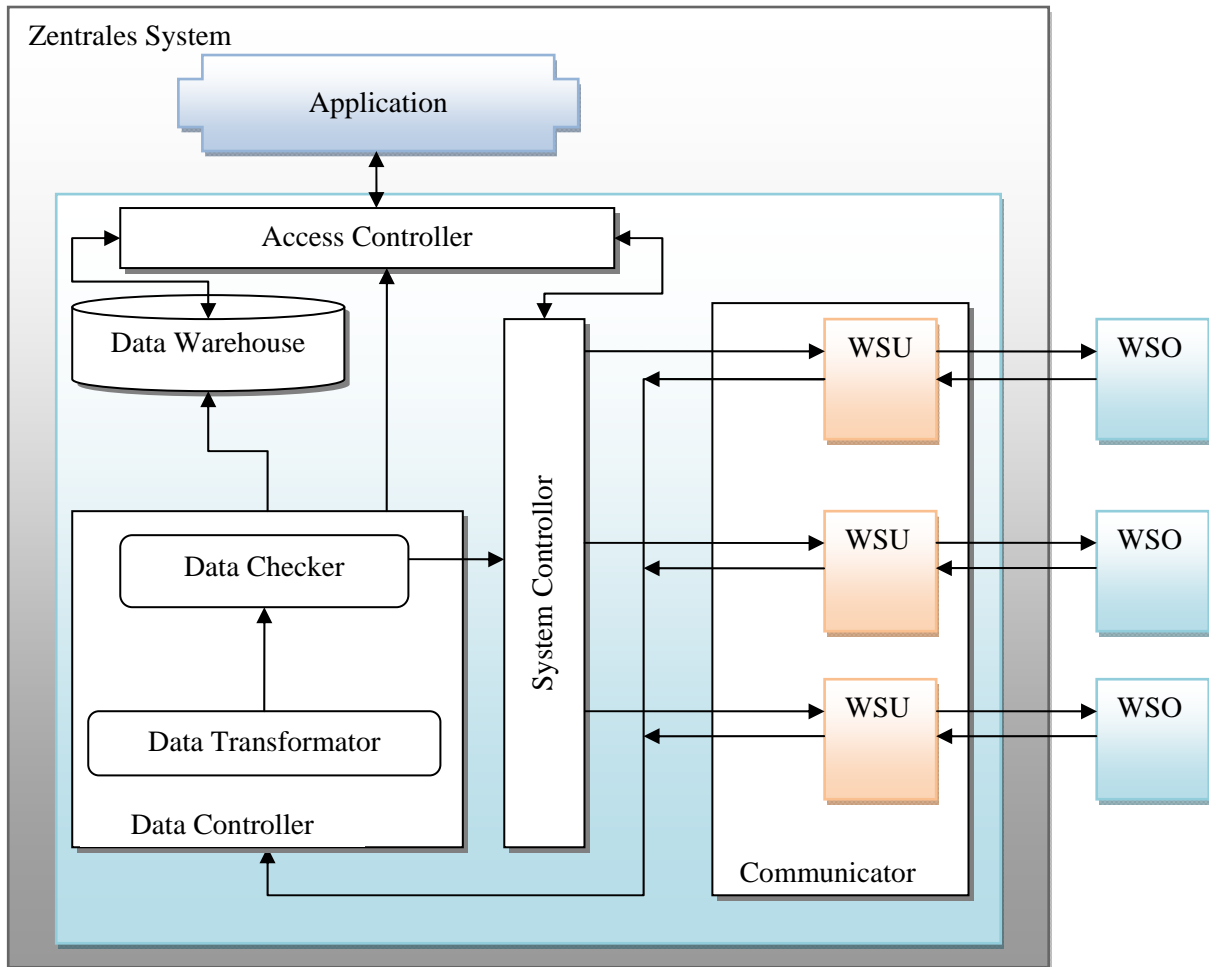 Zentrales System
Application
Access Controller
Data Warehouse
WSU
WSO
System Controllor
Data Checker
WSU
WSO
Data Transformator
WSU
WSO
Data Controller
Communicator